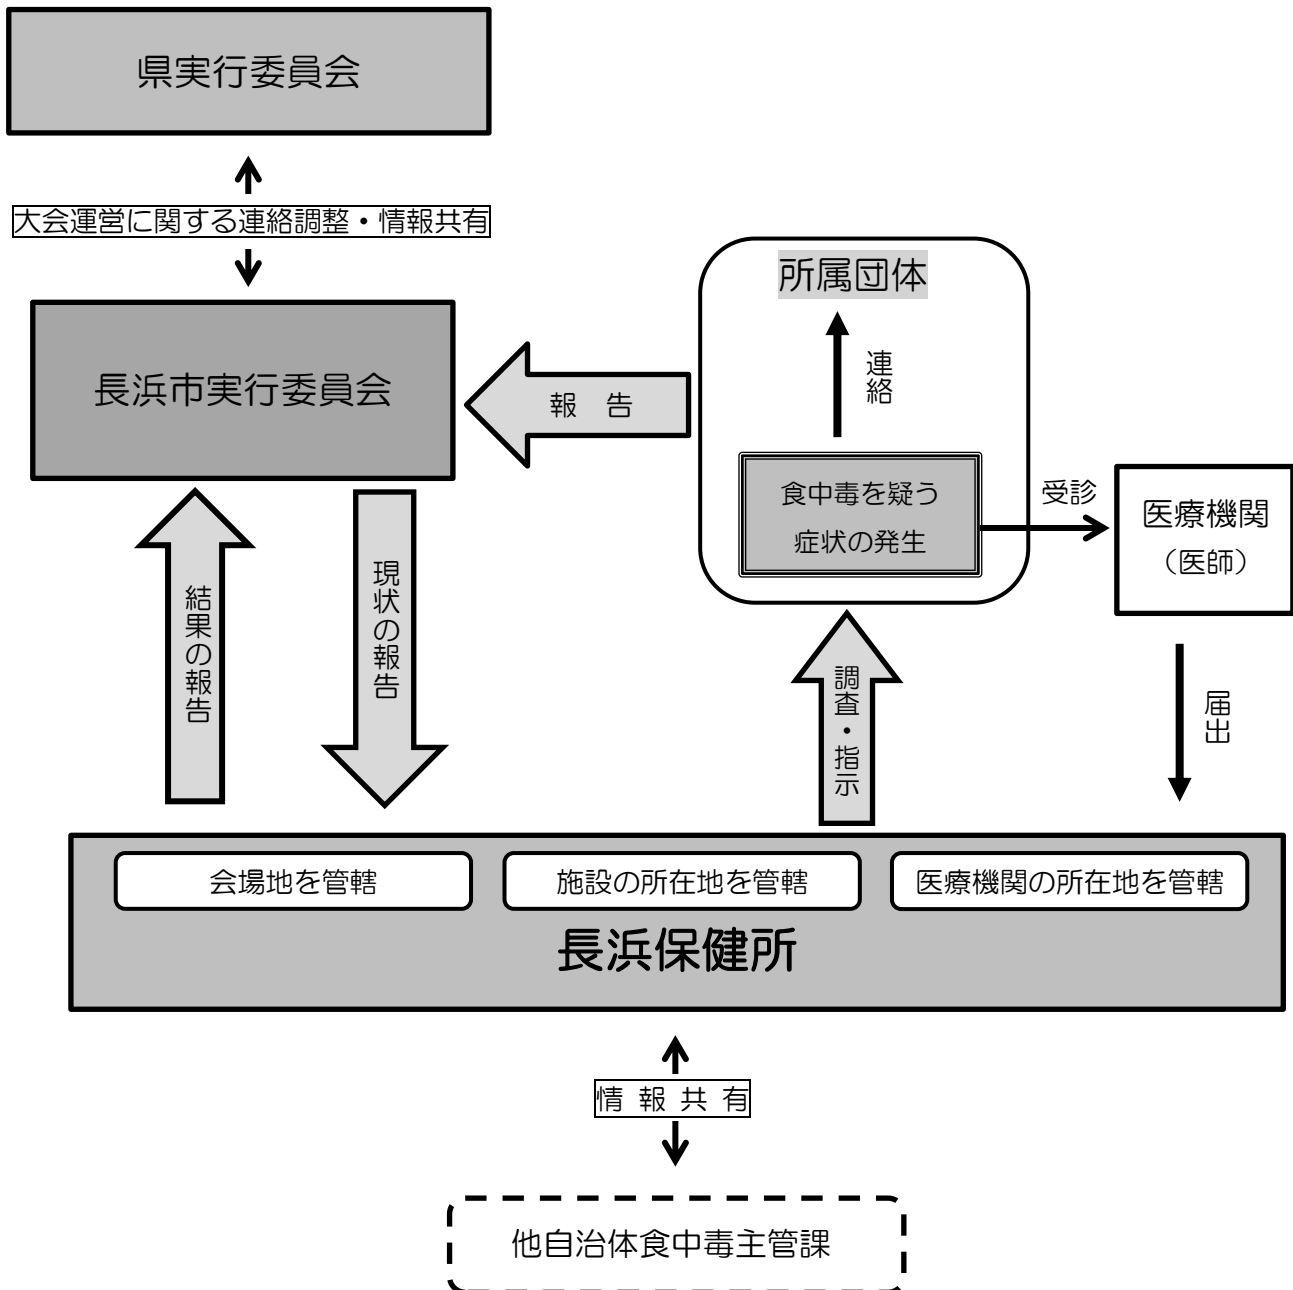 県実行委員会
大会運営に関する連絡調整・情報共有
長浜市実行委員会
所属団体
連絡
報　告
食中毒を疑う
症状の発生
受診
医療機関
（医師）
結果の報告
現状の報告
調査・指示
届出
会場地を管轄
施設の所在地を管轄
医療機関の所在地を管轄
長浜保健所
情 報 共 有
他自治体食中毒主管課